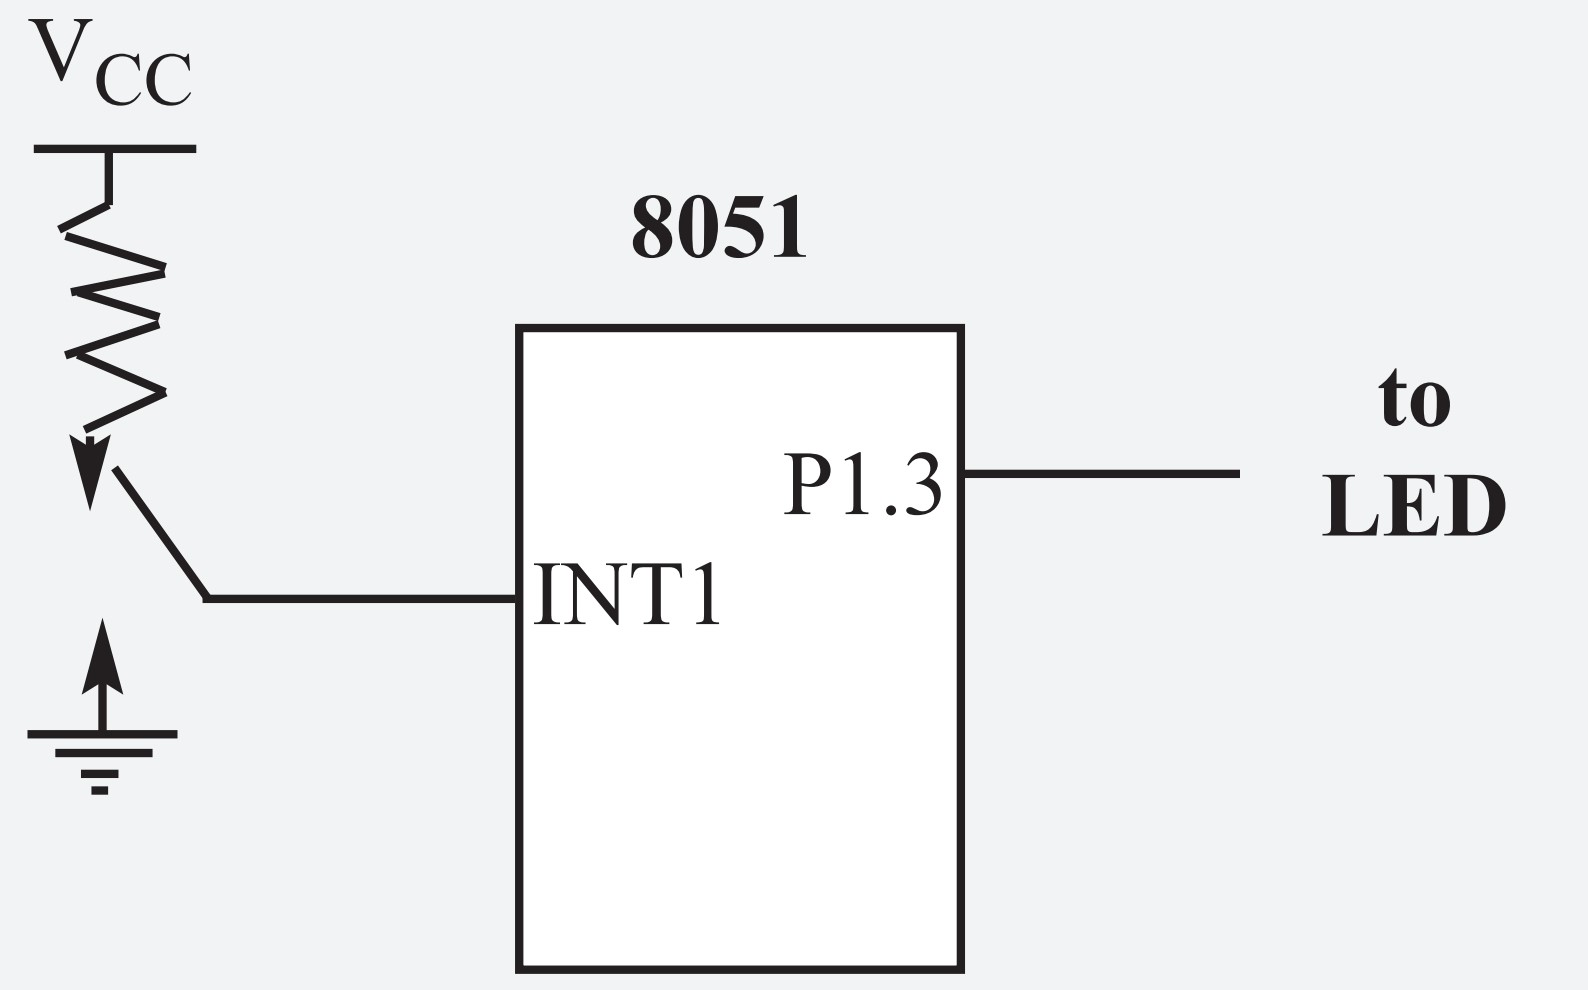 VCC
8051
to
LED
P1.3
INT1